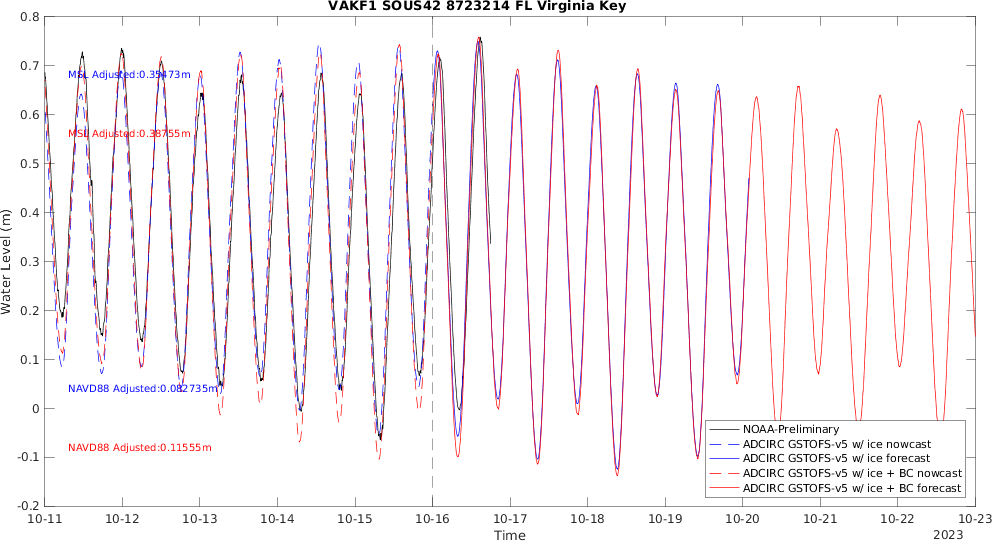 VAKF1 SOUS42 8723214 FL Virginia Key
0.8
0.7
0.6
0.5
0.4
0.3
0.2
0.1
0
-0.1
-0.2
Water Level (m)
MSL Adjusted:0.35473m
MSL Adjusted:0.38755m
NAVD88 Adjusted:0.082735m
NAVD88 Adjusted:0.11555m
NOAA-Preliminary
ADCIRC GSTOFS-v5 w/ ice nowcast
ADCIRC GSTOFS-v5 w/ ice forecast
ADCIRC GSTOFS-v5 w/ ice + BC nowcast
ADCIRC GSTOFS-v5 w/ ice + BC forecast
10-11 10-12 10-13 10-14 10-15 10-16 10-17 10-18 10-19 10-20 10-21 10-22 10-23
Time
2023